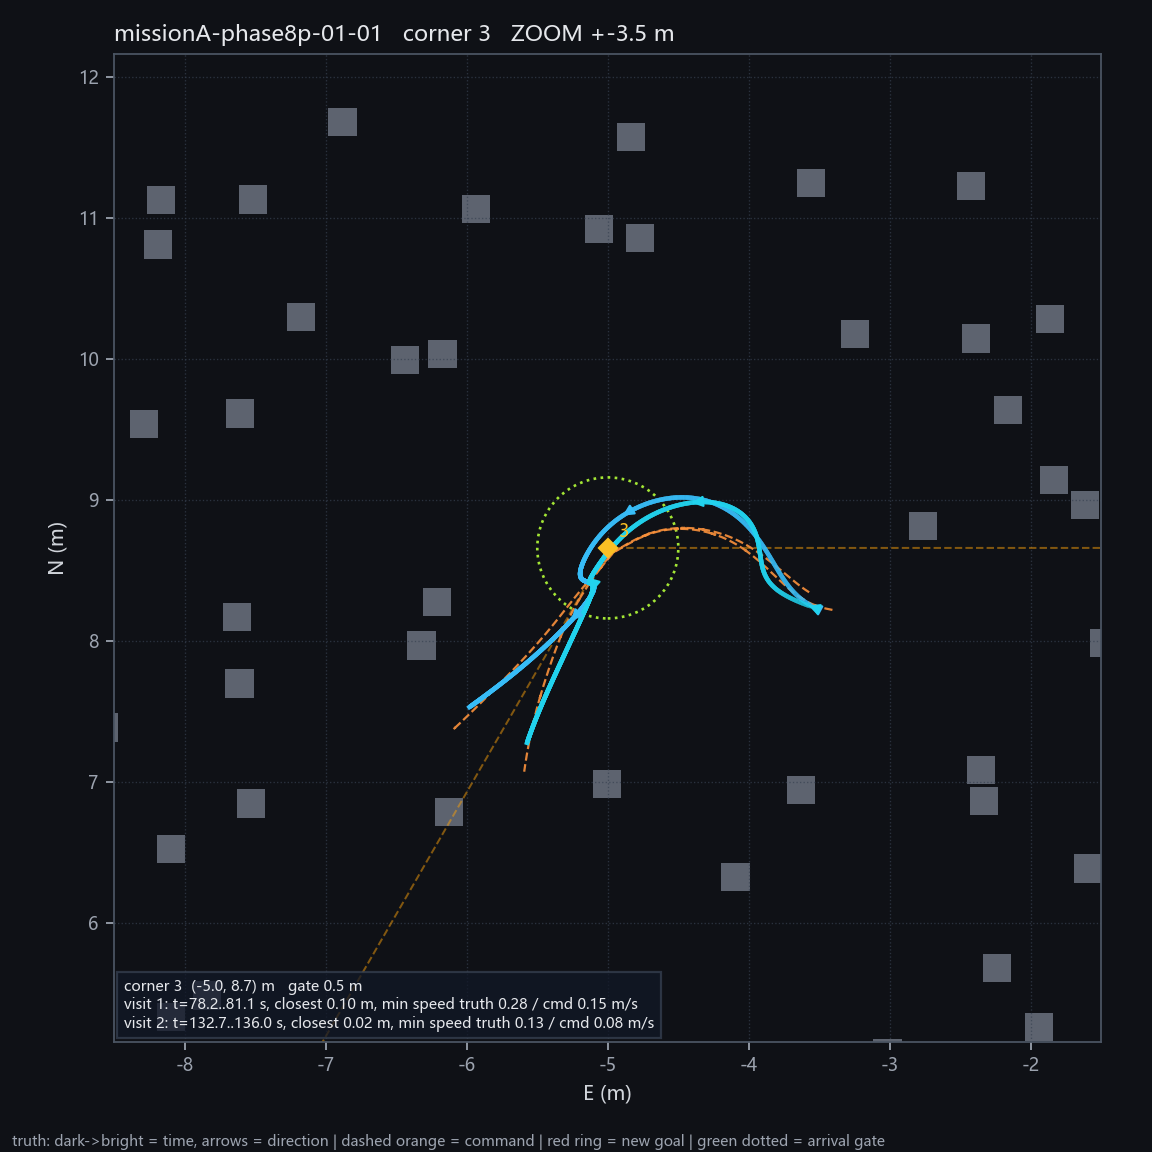 missionA-phase8p-01-01   corner 3   ZOOM +-3.5 m
12
11
10
9
8
7
6
N (m)
3
corner 3  (-5.0, 8.7) m   gate 0.5 m
visit 1: t=78.2..81.1 s, closest 0.10 m, min speed truth 0.28 / cmd 0.15 m/s
visit 2: t=132.7..136.0 s, closest 0.02 m, min speed truth 0.13 / cmd 0.08 m/s
-8 -7 -6 -5 -4 -3 -2
E (m)
truth: dark->bright = time, arrows = direction | dashed orange = command | red ring = new goal | green dotted = arrival gate